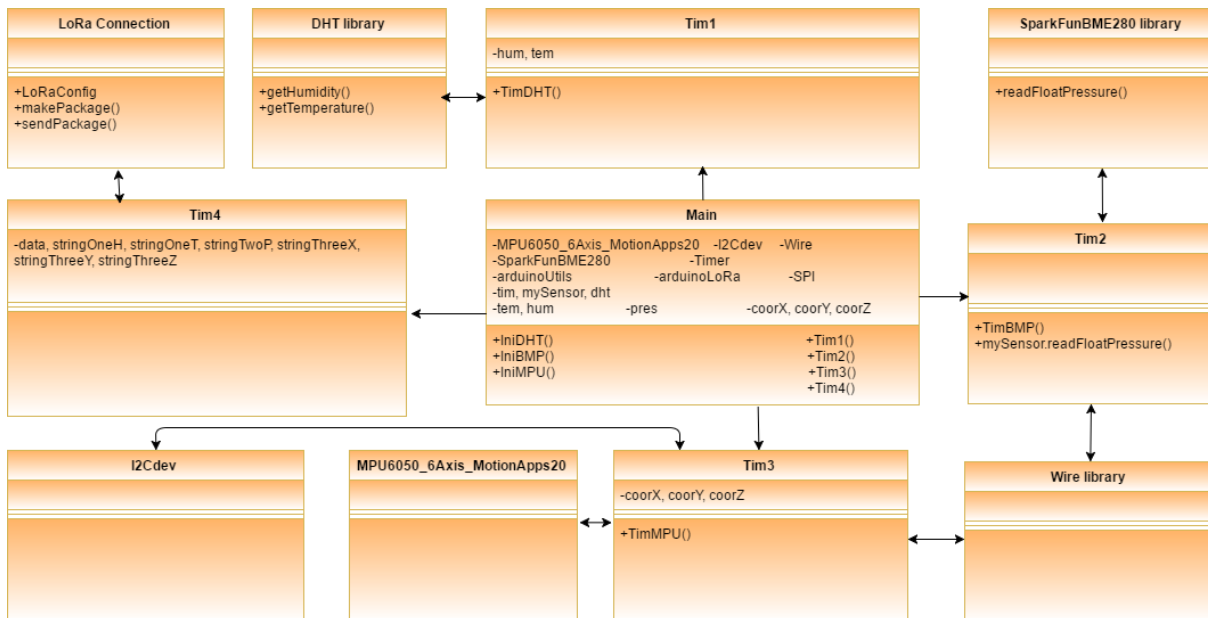 LoRa Connection
+LoRaConfig
+makePackage()
+sendPackage()
DHT library
+getHumidity()
+getTemperature()
Tim1
-hum, tem
+TimDHT()
SparkFunBME280 library
+readFloatPressure()
Tim4
-data, stringOneH, stringOneT, stringTwoP, stringThreeX,
stringThreeY, stringThreeZ
Main
-MPU6050_6Axis_MotionApps20 -I2Cdev -Wire
-SparkFunBME280 -Timer
-arduinoUtils -arduinoLoRa -SPI
-tim, mySensor, dht
-tem, hum -pres -coorX, coorY, coorZ
+IniDHT() +Tim1()
+IniBMP() +Tim2()
+IniMPU() +Tim3()
+Tim4()
Tim2
+TimBMP()
+mySensor.readFloatPressure()
I2Cdev
MPU6050_6Axis_MotionApps20
Tim3
-coorX, coorY, coorZ
+TimMPU()
Wire library